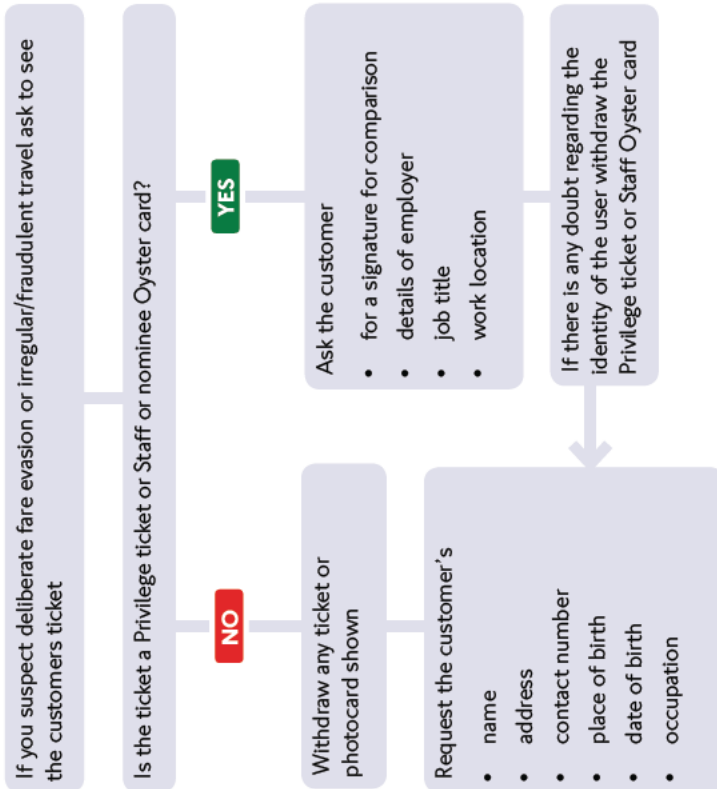 If you suspect deliberate fare evasion or irregular/fraudulent travel ask to see
the customers ticket
Is the ticket a Privilege ticket or Staff or nominee Oyster card?
NO
Withdraw any ticket or
photocard shown
Request the customer's
• name
• address
• contact number
• place of birth
• date of birth
• occupation
YES
Ask the customer
• for a signature for comparison
• details of employer
• job title
• work location
If there is any doubt regarding the
identity of the user withdraw the
Privilege ticket or Staff Oyster card